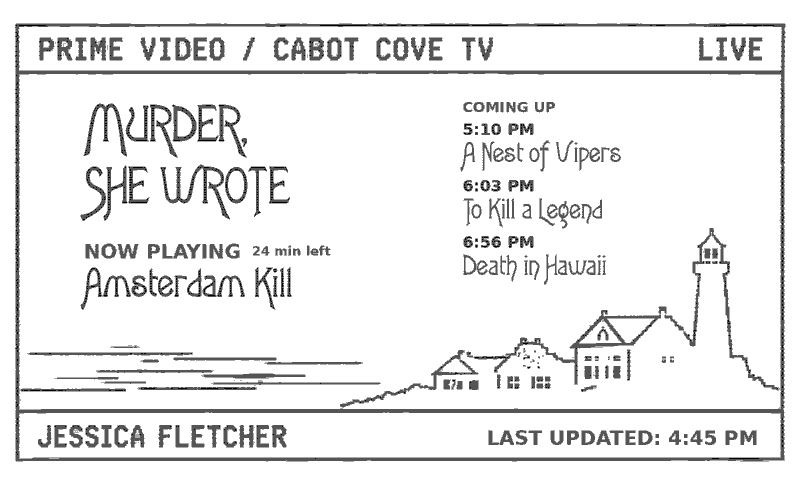 PRIME VIDEO / CABOT COVE TV
LIVE
MURDER,
SHE WROTE
NOW PLAYING 24 min left
Amsterdam Kill
COMING UP
5:10 PM
A Nest of Vipers
6:03 PM
To Kill a Legend
6:56 PM
Death in Hawaii
JESSICA FLETCHER
LAST UPDATED: 4:45 PM